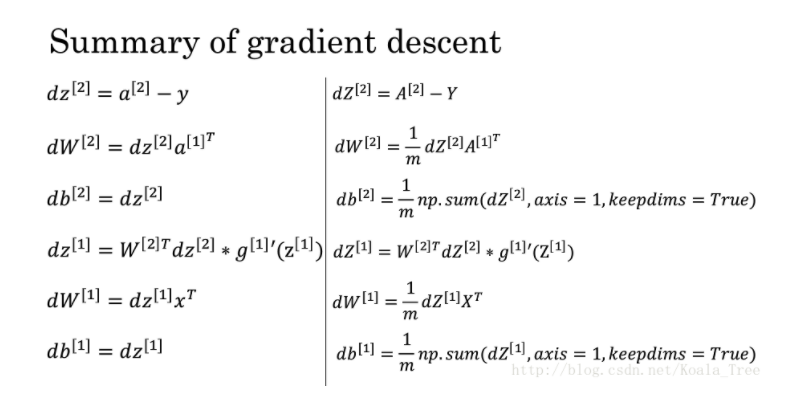 Summary of gradient descent
dz^{[2]} = a^{[2]} − y
dW^{[2]} = dz^{[2]}a^{[1]^T}
db^{[2]} = dz^{[2]}
dz^{[1]} = W^{[2]T}dz^{[2]} ∗ g^{[1]}′(z^{[1]})
dW^{[1]} = dz^{[1]}x^T
db^{[1]} = dz^{[1]}
dZ^{[2]} = A^{[2]} − Y
dW^{[2]} = \frac{1}{m}dZ^{[2]}A^{[1]^T}
db^{[2]} = \frac{1}{m}np.sum(dZ^{[2]}, axis = 1, keepdims = True)
dZ^{[1]} = W^{[2]T}dZ^{[2]} ∗ g^{[1]}′(Z^{[1]})
dW^{[1]} = \frac{1}{m}dZ^{[1]}X^T
db^{[1]} = \frac{1}{m}np.sum(dZ^{[1]}, axis = 1, keepdims = True)
http://blog.csdn.net/Koala_Tree